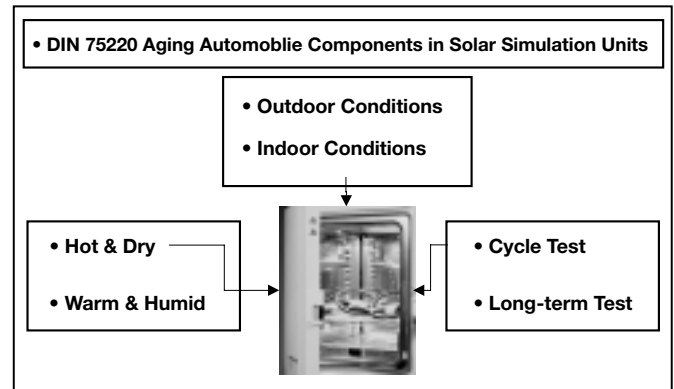 • DIN 75220 Aging Automoblie Components in Solar Simulation Units
• Outdoor Conditions
• Indoor Conditions
• Hot & Dry
• Warm & Humid
• Cycle Test
• Long-term Test